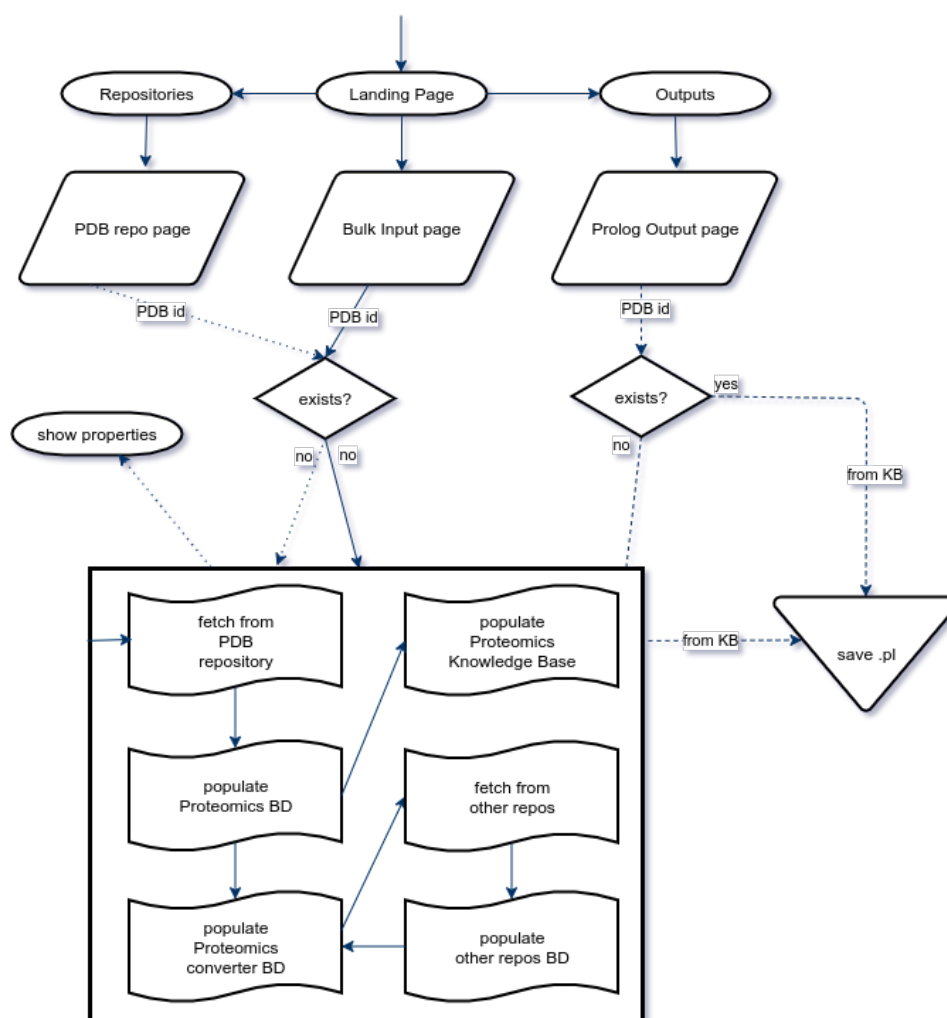 Repositories
Landing Page
Outputs
PDB repo page
Bulk Input page
Prolog Output page
PDB id
PDB id
PDB id
exists?
exists?
yes
show properties
no
no
no
from KB
fetch from
PDB
repository
populate
Proteomics
Knowledge Base
from KB
save .pl
populate
Proteomics BD
fetch from
other repos
populate
Proteomics
converter BD
populate
other repos BD